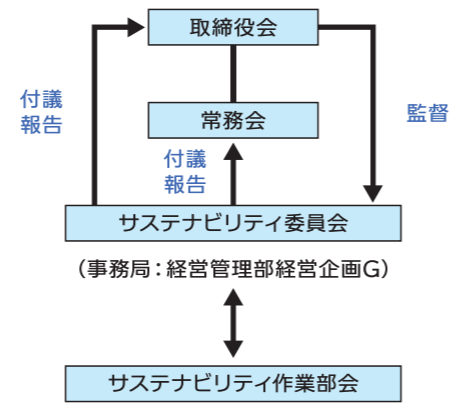 取締役会
付議
報告
監督
常務会
付議
報告
サステナビリティ委員会
（事務局：経営管理部経営企画G）
サステナビリティ作業部会